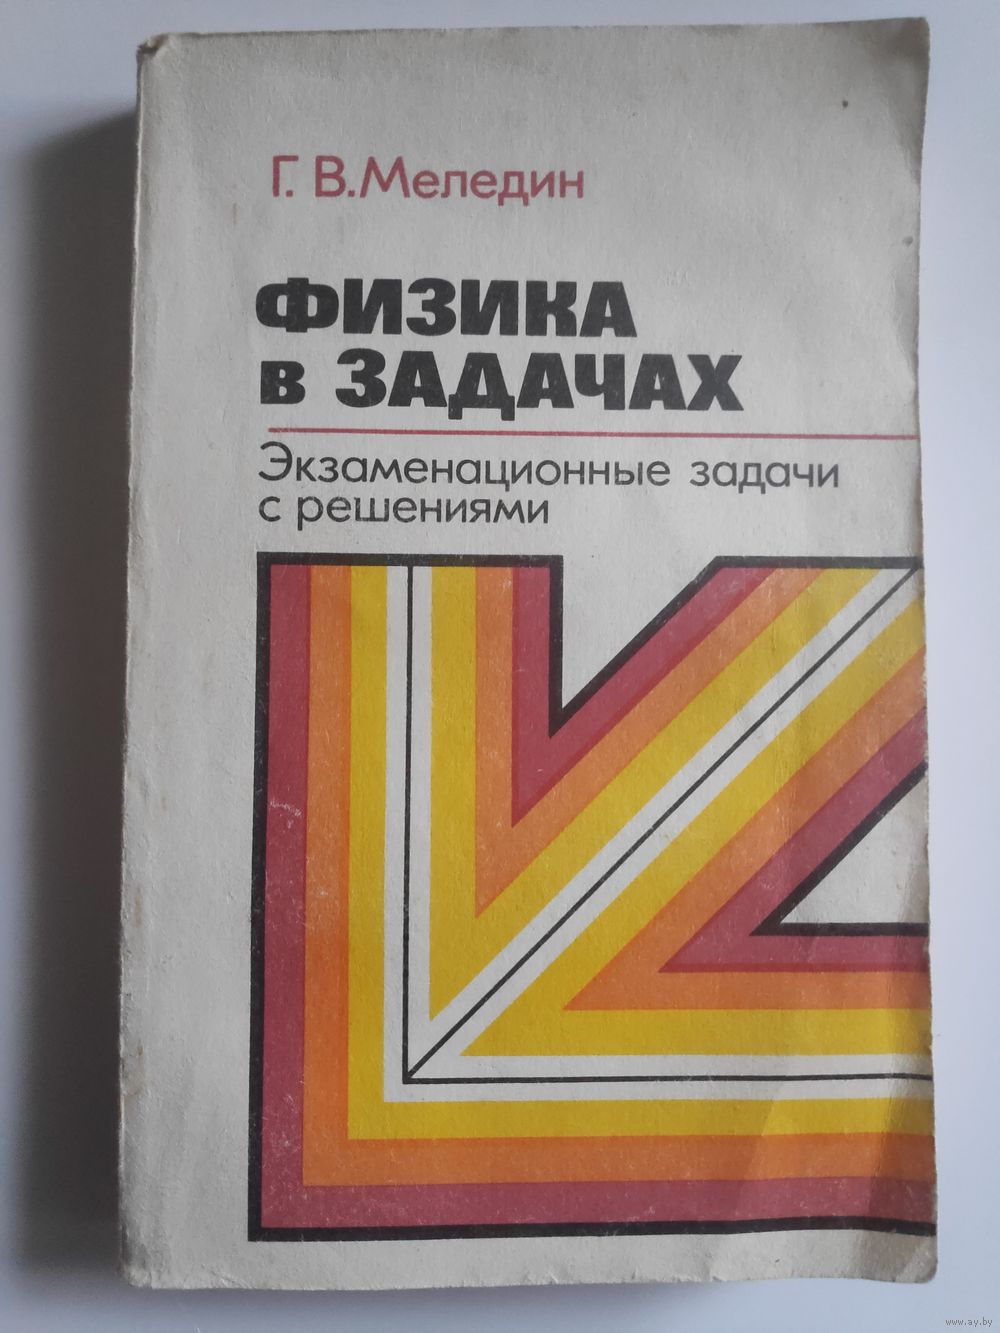 Г. В. Меледин
ФИЗИКА
В ЗАДАЧАХ
Экзаменационные задачи
с решениями
www.ay.by